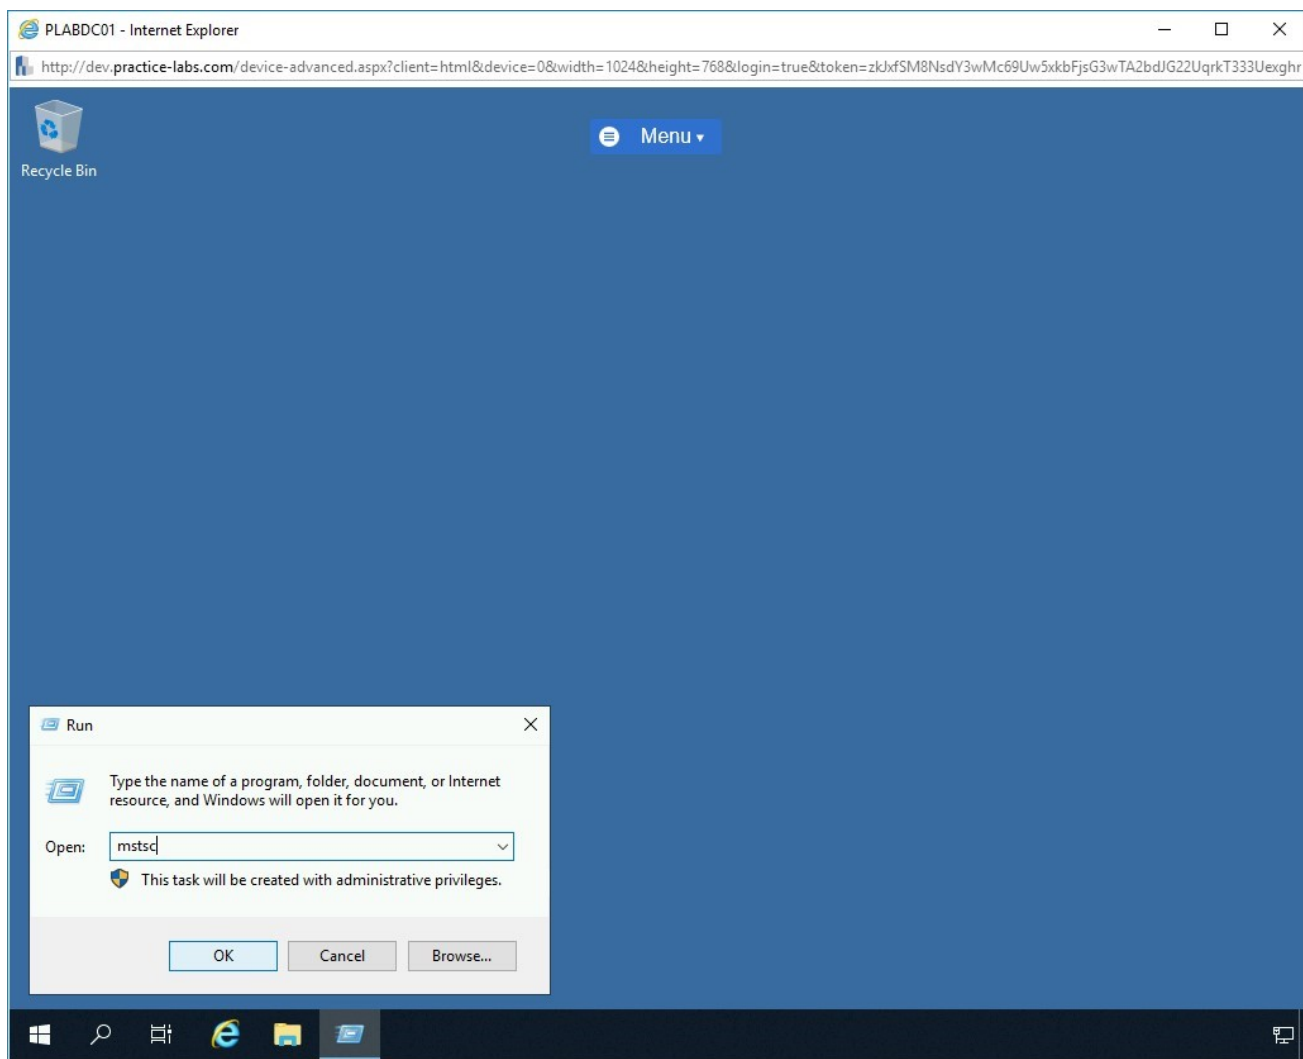 PLABDC01 - Internet Explorer
http://dev.practice-labs.com/device-advanced.aspx?client=html&device=0&width=1024&height=768&login=true&token=zkJxfSM8NsdY3wMc69Uw5xkbFjsG3wTA2bdJG22UqrkT333Uexghr
Menu
Recycle Bin
Run
Type the name of a program, folder, document, or Internet
resource, and Windows will open it for you.
Open: mstsc
This task will be created with administrative privileges.
OK Cancel Browse...